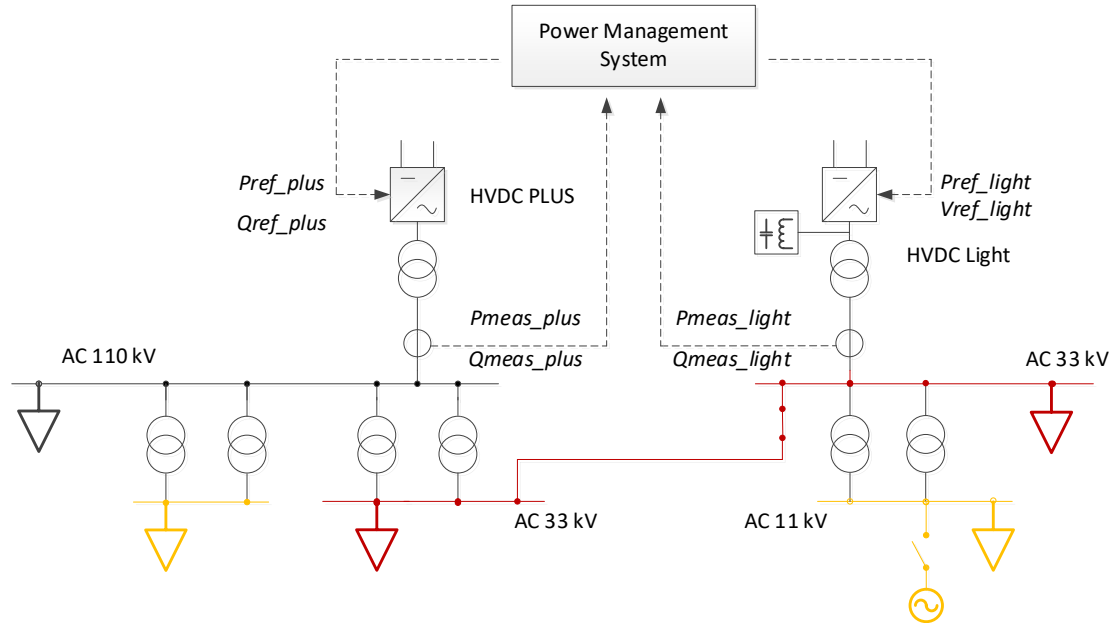 Power Management
System
Pref_plus
Qref_plus
HVDC PLUS
Pref_light
Vref_light
HVDC Light
Pmeas_plus
Qmeas_plus
Pmeas_light
Qmeas_light
AC 110 kV
AC 33 kV
AC 33 kV
AC 11 kV